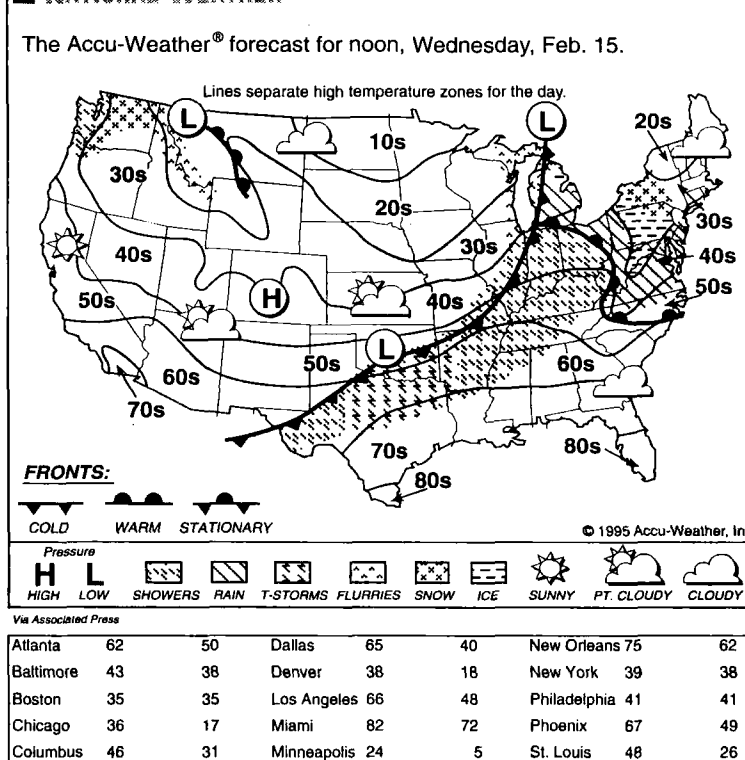 The Accu-Weather® forecast for noon, Wednesday, Feb. 15.
Lines separate high temperature zones for the day.
L
L
20s
10s
30s
20s
30s
30s
40s
40s
50s
H
40s
50s
L
50s
60s
60s
70s
70s
80s
80s
FRONTS:
COLD WARM STATIONARY
© 1995 Accu-Weather, In
Pressure
H L
HIGH LOW SHOWERS RAIN T-STORMS FLURRIES SNOW ICE SUNNY PT. CLOUDY CLOUDY
Via Associated Press
Atlanta 62 50 Dallas 65 40 New Orleans 75 62
Baltimore 43 38 Denver 38 18 New York 39 38
Boston 35 35 Los Angeles 66 48 Philadelphia 41 41
Chicago 36 17 Miami 82 72 Phoenix 67 49
Columbus 46 31 Minneapolis 24 5 St. Louis 48 26